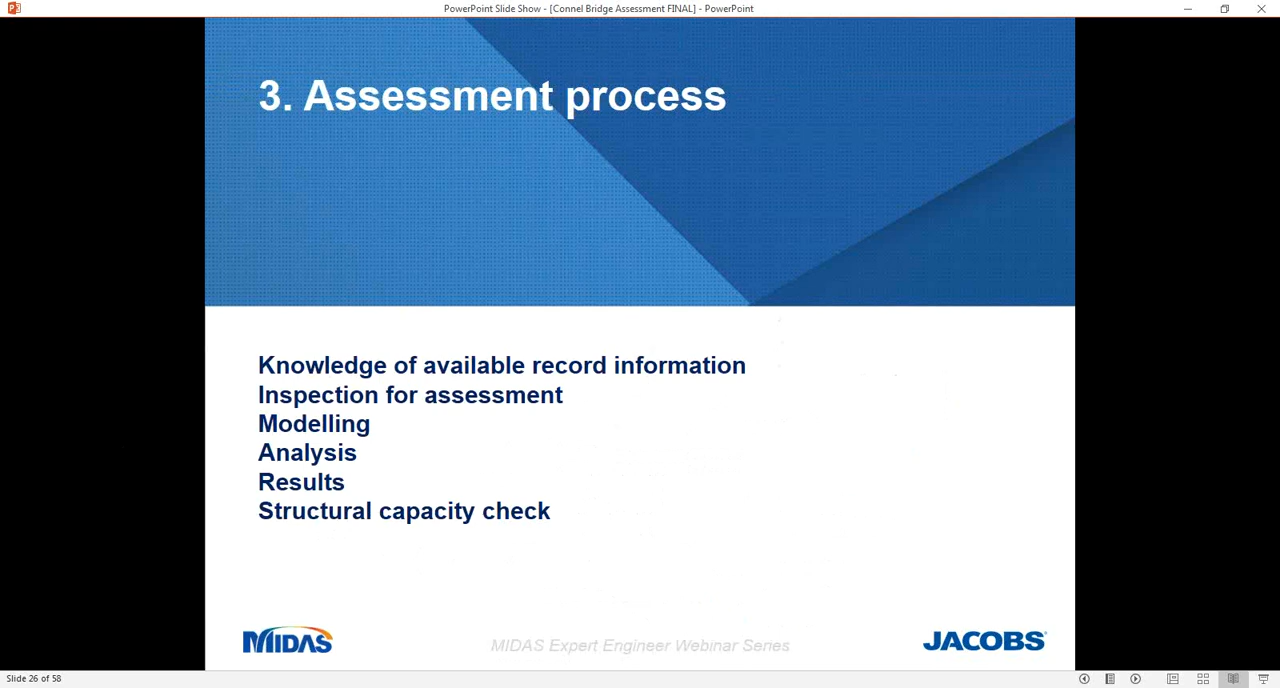 PowerPoint Slide Show - [Connel Bridge Assessment FINAL] - PowerPoint
3. Assessment process
Knowledge of available record information
Inspection for assessment
Modelling
Analysis
Results
Structural capacity check
MIDAS
MIDAS Expert Engineer Webinar Series
JACOBS
Slide 26 of 58